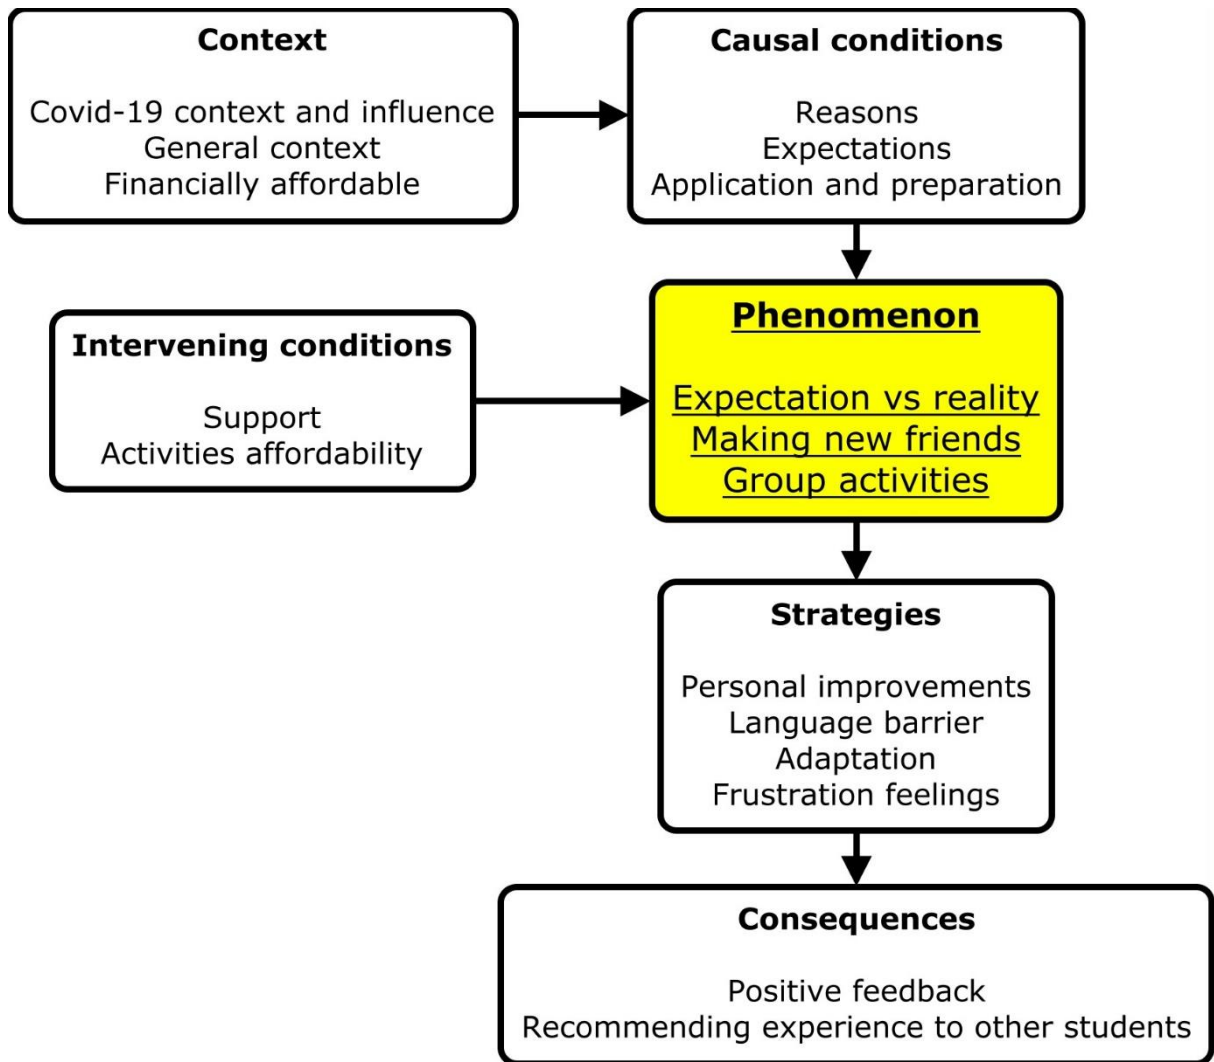 Context
Covid-19 context and influence
General context
Financially affordable
Causal conditions
Reasons
Expectations
Application and preparation
Intervening conditions
Support
Activities affordability
Phenomenon
Expectation vs reality
Making new friends
Group activities
Strategies
Personal improvements
Language barrier
Adaptation
Frustration feelings
Consequences
Positive feedback
Recommending experience to other students